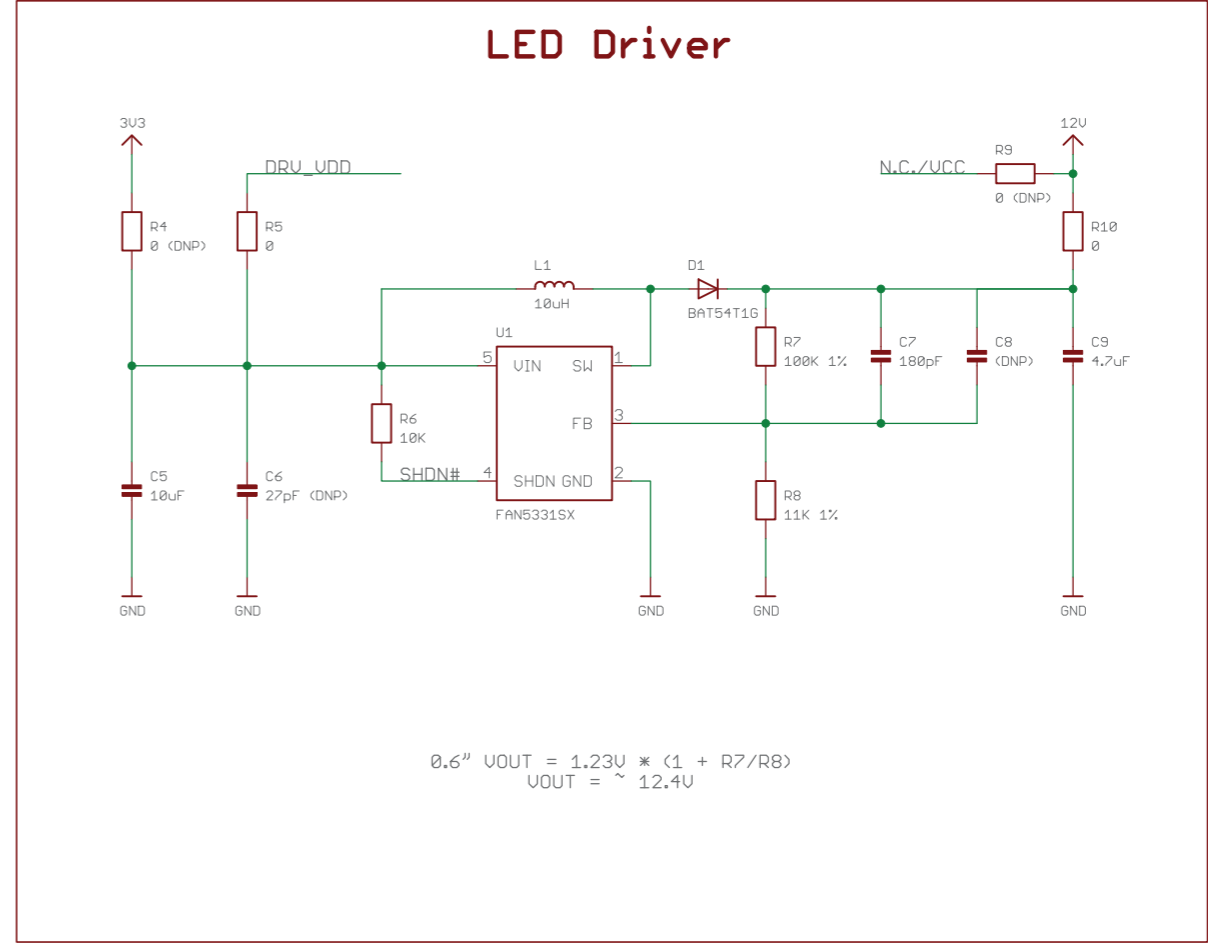 LED Driver
3V3
12V
DRV_VDD
N.C./VCC
R9
0 (DNP)
R4
0 (DNP)
R5
0
R10
0
L1
10uH
D1
BAT54T1G
U1
5
VIN
SW
1
R7
100K 1%
C7
180pF
C8
(DNP)
C9
4.7uF
R6
10K
FB
3
SHDN#
4
SHDN
GND
2
FAN5331SX
C5
10uF
C6
27pF (DNP)
R8
11K 1%
GND
GND
GND
GND
GND
0.6" VOUT = 1.23V * (1 + R7/R8)
VOUT = ~ 12.4V